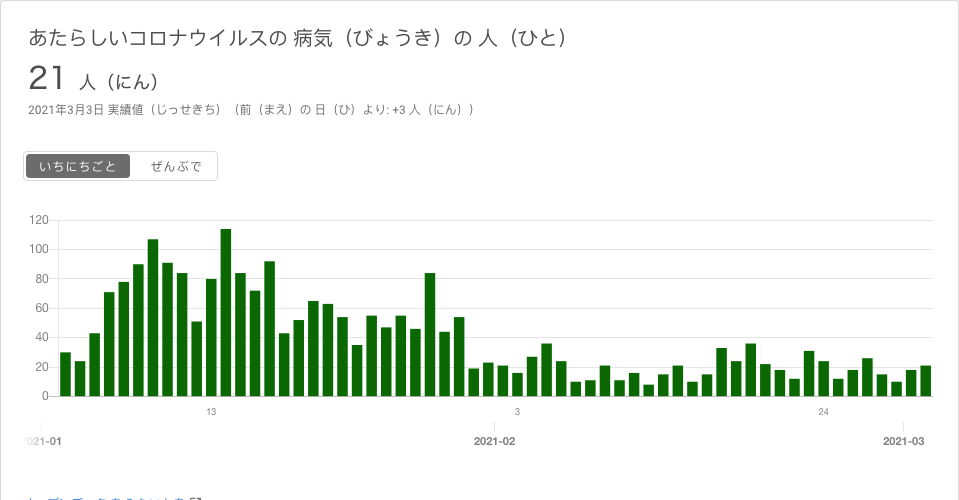 あたらしいコロナウイルスの 病気（びょうき）の 人（ひと）
21 人（にん）
2021年3月3日 実績値（じっせきち）（前（まえ）の 日（ひ）より: +3 人（にん））
いちにちごと ぜんぶで
120
100
80
60
40
20
0
13 3 24
2021-01 2021-02 2021-03